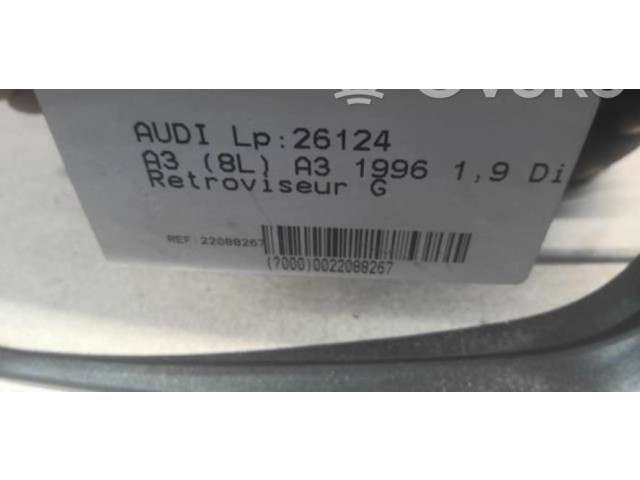 AUDI Lp:26124
A3 (8L) A3 1996 1,9 Di
Retroviseur G
REF:22088267
(7000)0022088267